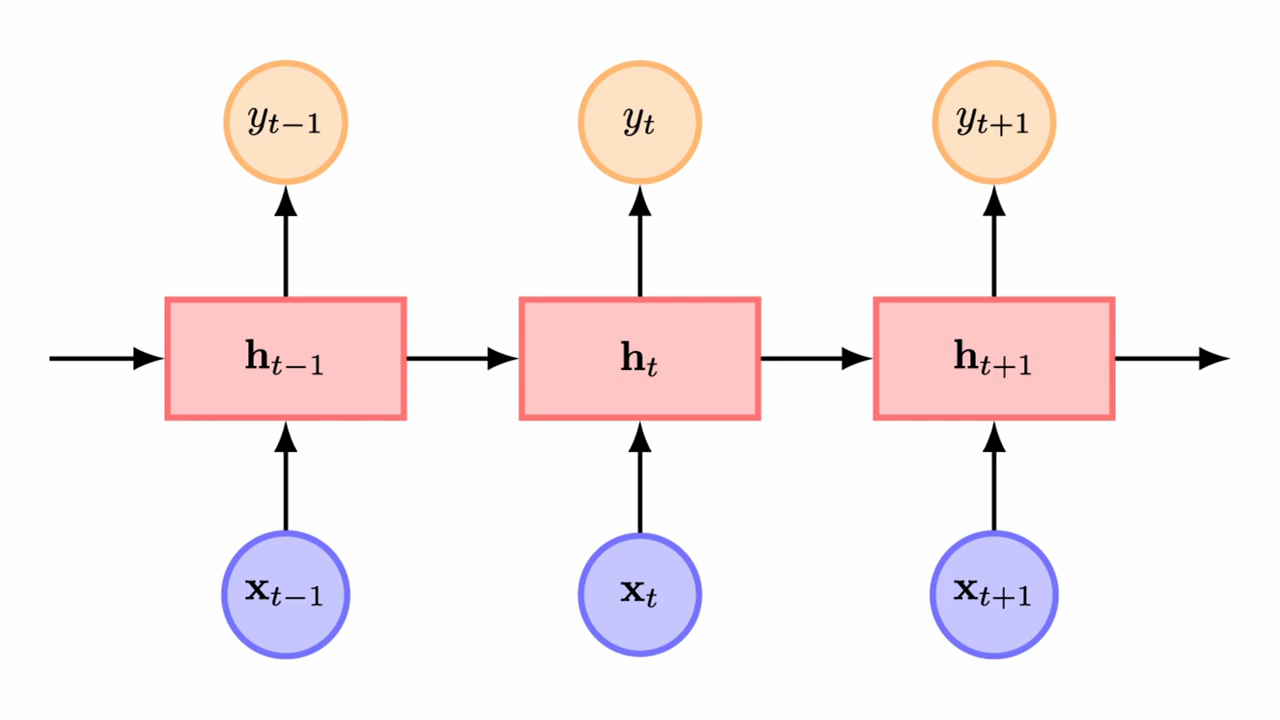 y_{t−1} y_t y_{t+1}
h_{t−1} h_t h_{t+1}
x_{t−1} x_t x_{t+1}